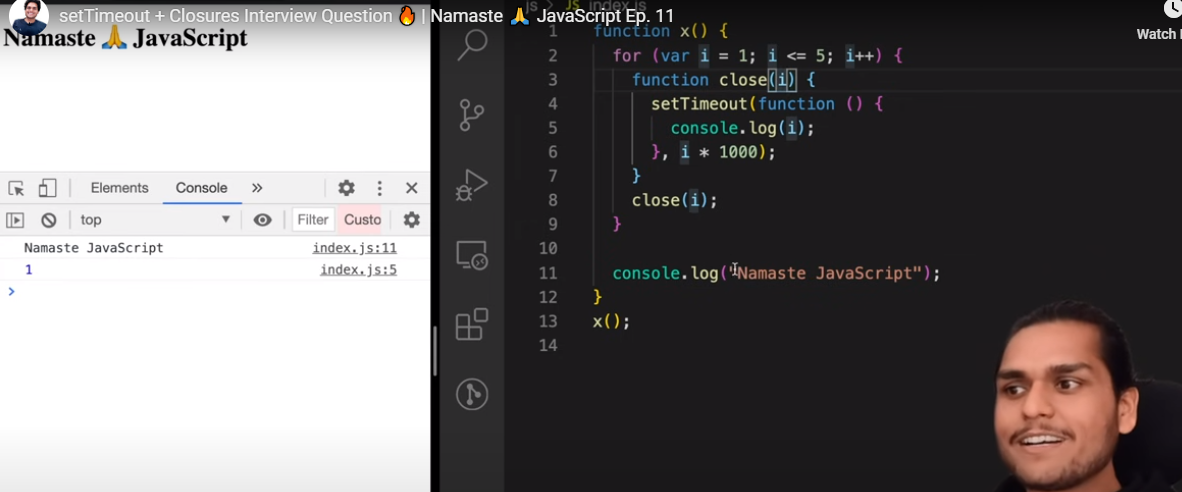 setTimeout + Closures Interview Question 🔥 | Namaste 🙏 JavaScript Ep. 11
Watch
Namaste 🙏 JavaScript
Elements Console »
top Filter Custo
Namaste JavaScript index.js:11
1 index.js:5
>
js > JS index.js
1 function x() {
2 for (var i = 1; i <= 5; i++) {
3 function close(i) {
4 setTimeout(function () {
5 console.log(i);
6 }, i * 1000);
7 }
8 close(i);
9 }
10
11 console.log("Namaste JavaScript");
12 }
13 x();
14